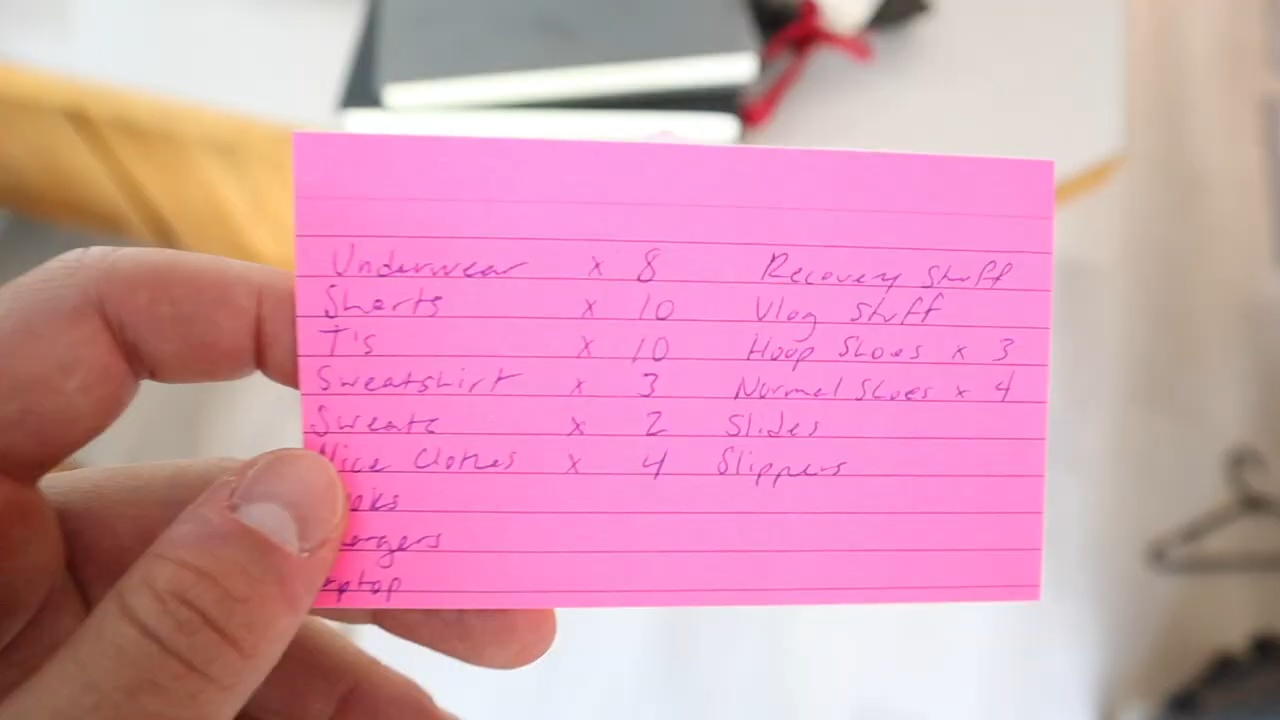 Underwear x 8 Recovery Stuff
Shorts x 10 Vlog Stuff
T's x 10 Hoop Shoes x 3
Sweatshirt x 3 Normal Shoes x 4
Sweats x 2 Slides
Nice Clothes x 4 Slippers